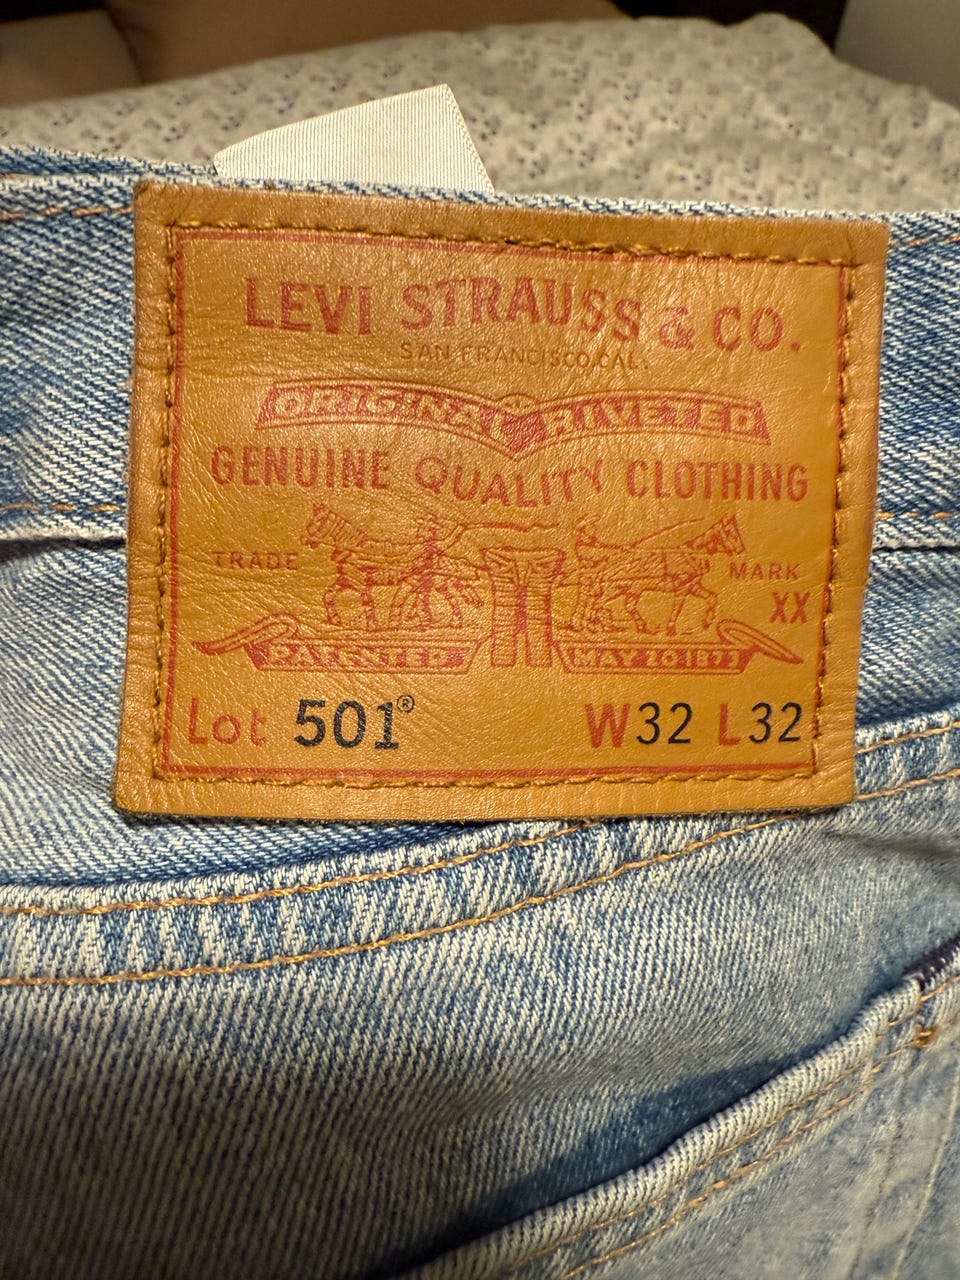 LEVI STRAUSS & CO.
SAN FRANCISCO.CAL.
ORIGINAL RIVETED
GENUINE QUALITY CLOTHING
TRADE MARK
XX
PATENTED MAY 20 1873
Lot 501® W32 L32